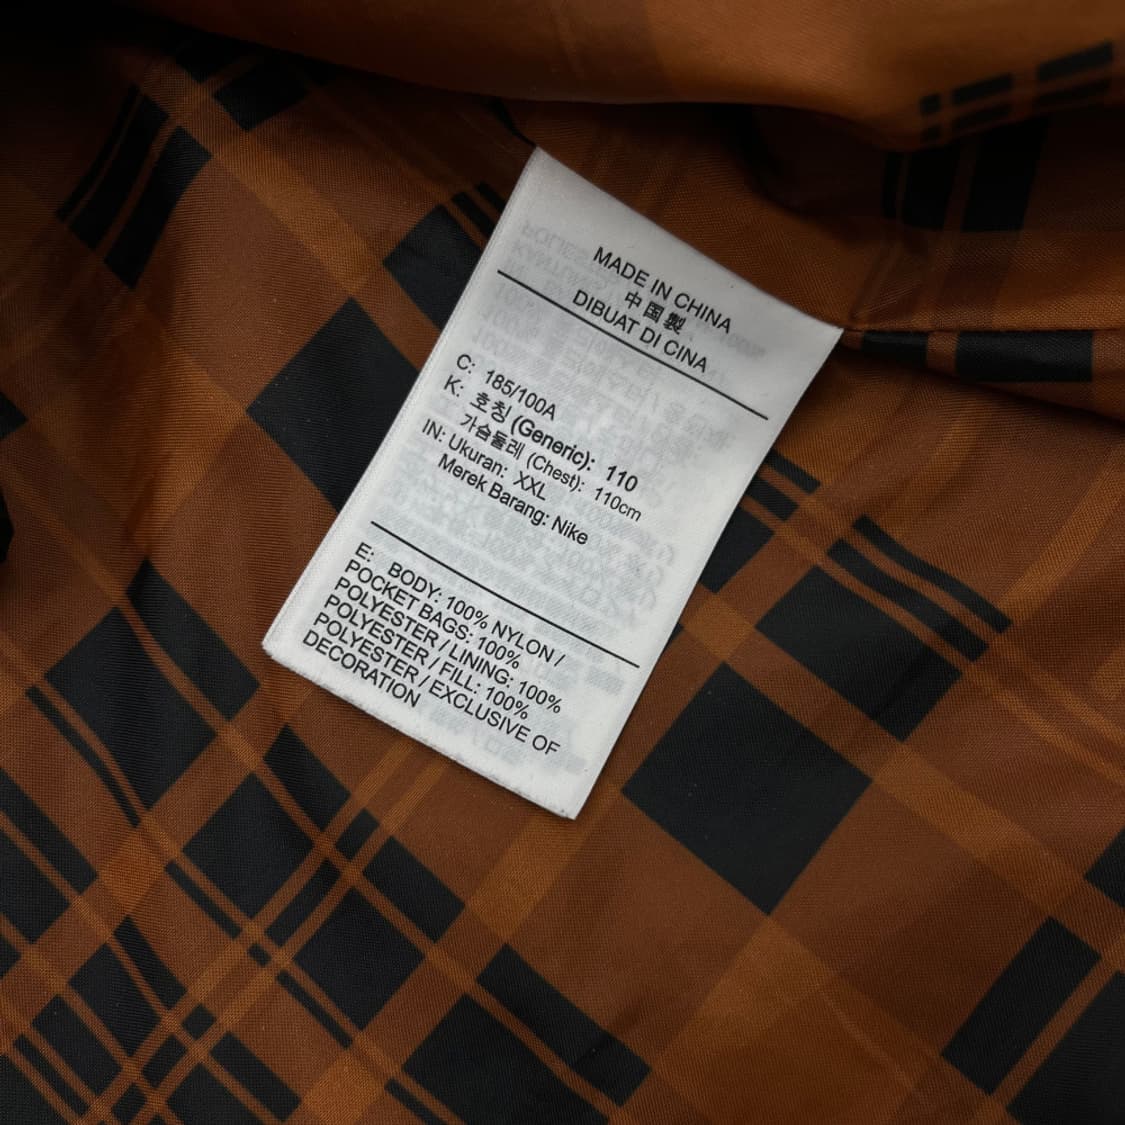 MADE IN CHINA
中国製
DIBUAT DI CINA
C: 185/100A
K: 호칭 (Generic): 110
가슴둘레 (Chest): 110cm
IN: Ukuran: XXL
Merek Barang: Nike
E: BODY: 100% NYLON /
POCKET BAGS: 100%
POLYESTER / LINING: 100%
POLYESTER / FILL: 100%
POLYESTER / EXCLUSIVE OF
DECORATION